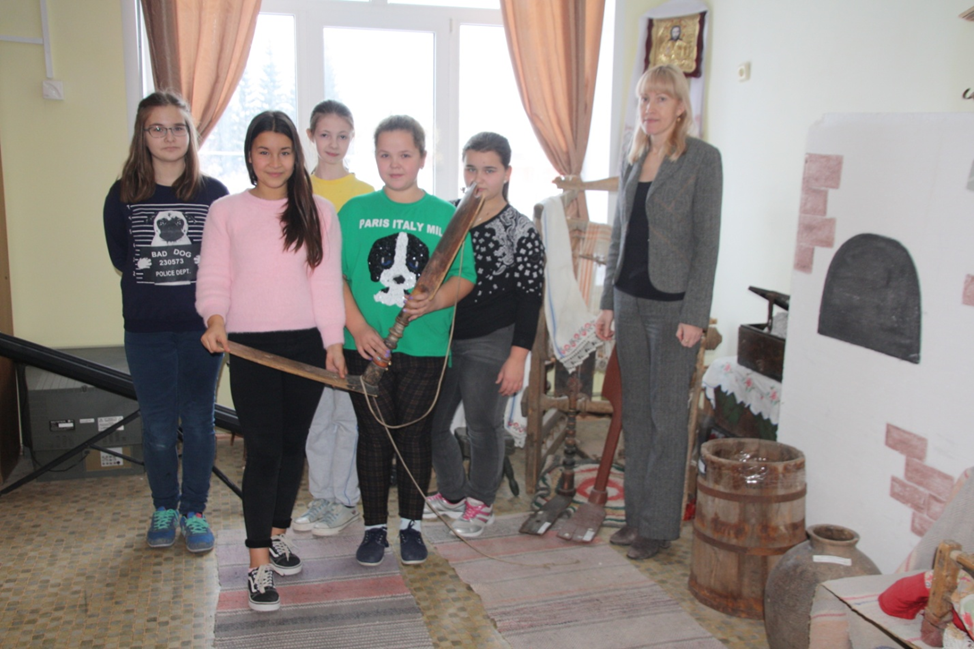 BAD DOG
230573
POLICE DEPT.
PARIS ITALY MIL